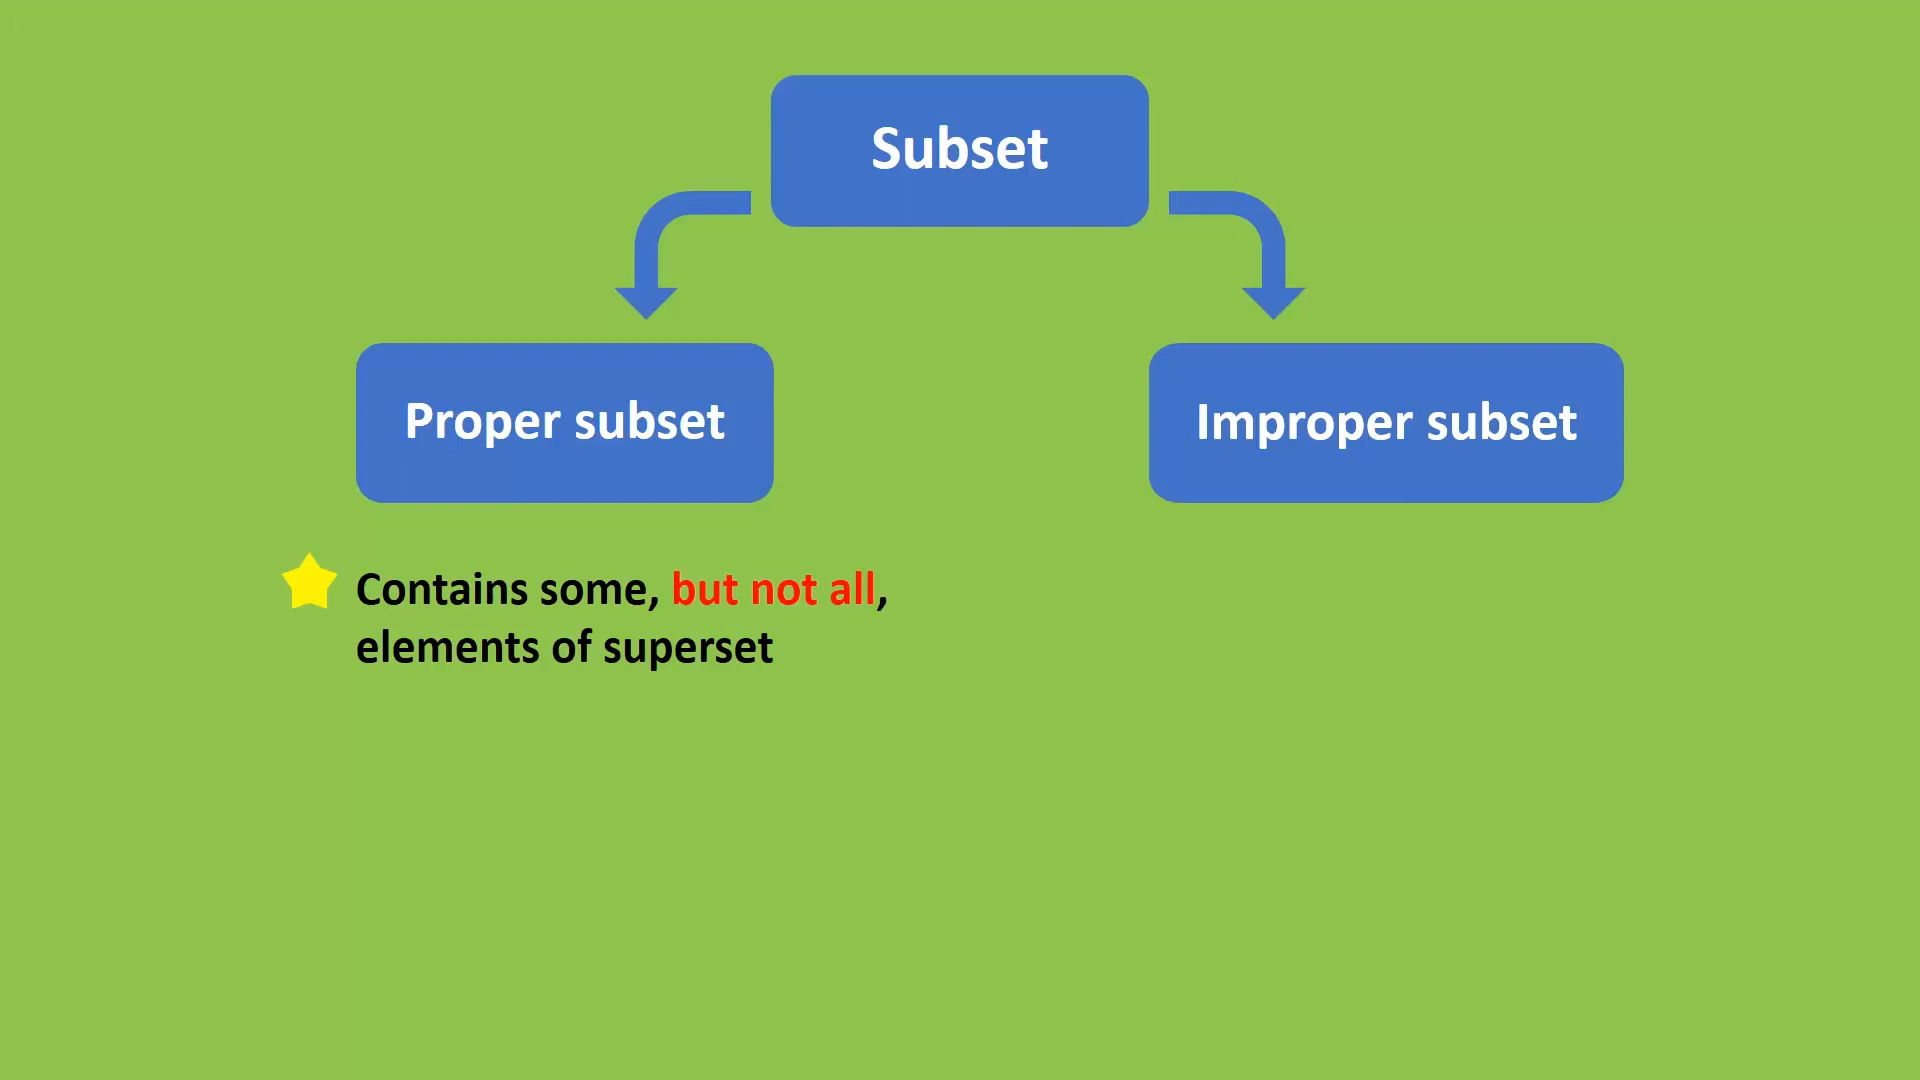 Subset
Proper subset
Improper subset
Contains some, but not all,
elements of superset